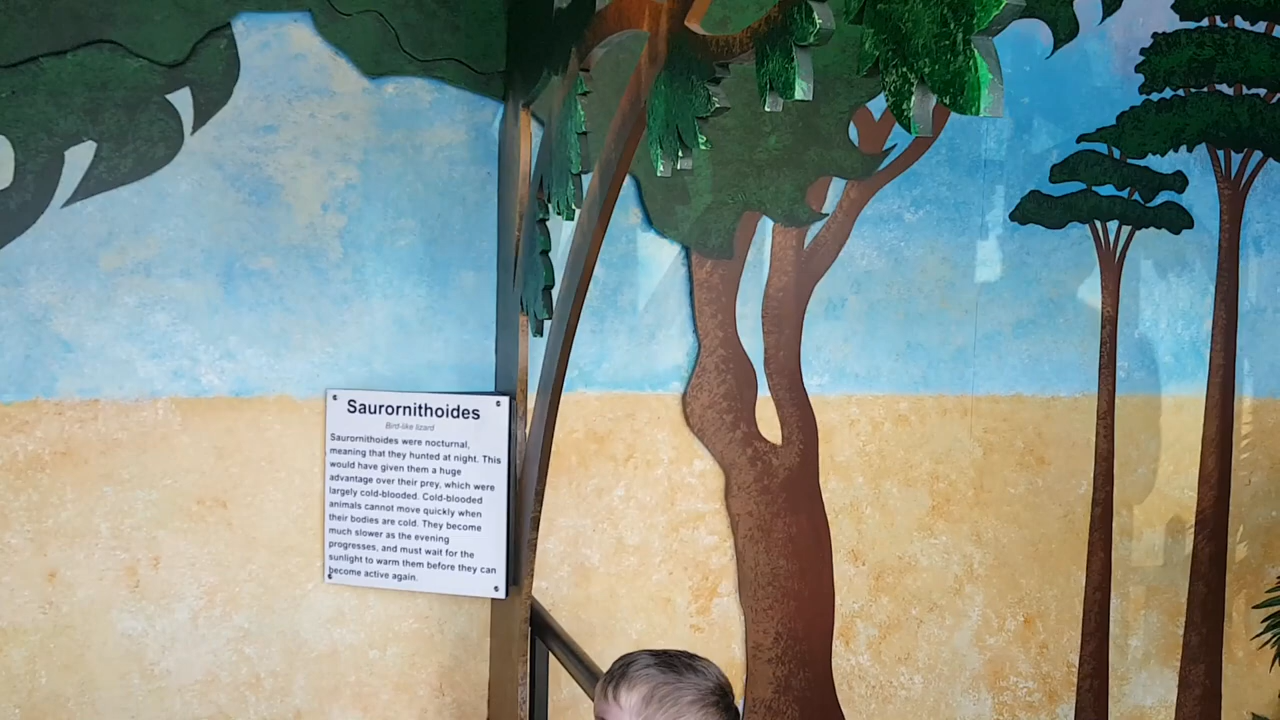 Saurornithoides
Bird-like lizard
Saurornithoides were nocturnal,
meaning that they hunted at night. This
would have given them a huge
advantage over their prey, which were
largely cold-blooded. Cold-blooded
animals cannot move quickly when
their bodies are cold. They become
much slower as the evening
progresses, and must wait for the
sunlight to warm them before they can
become active again.